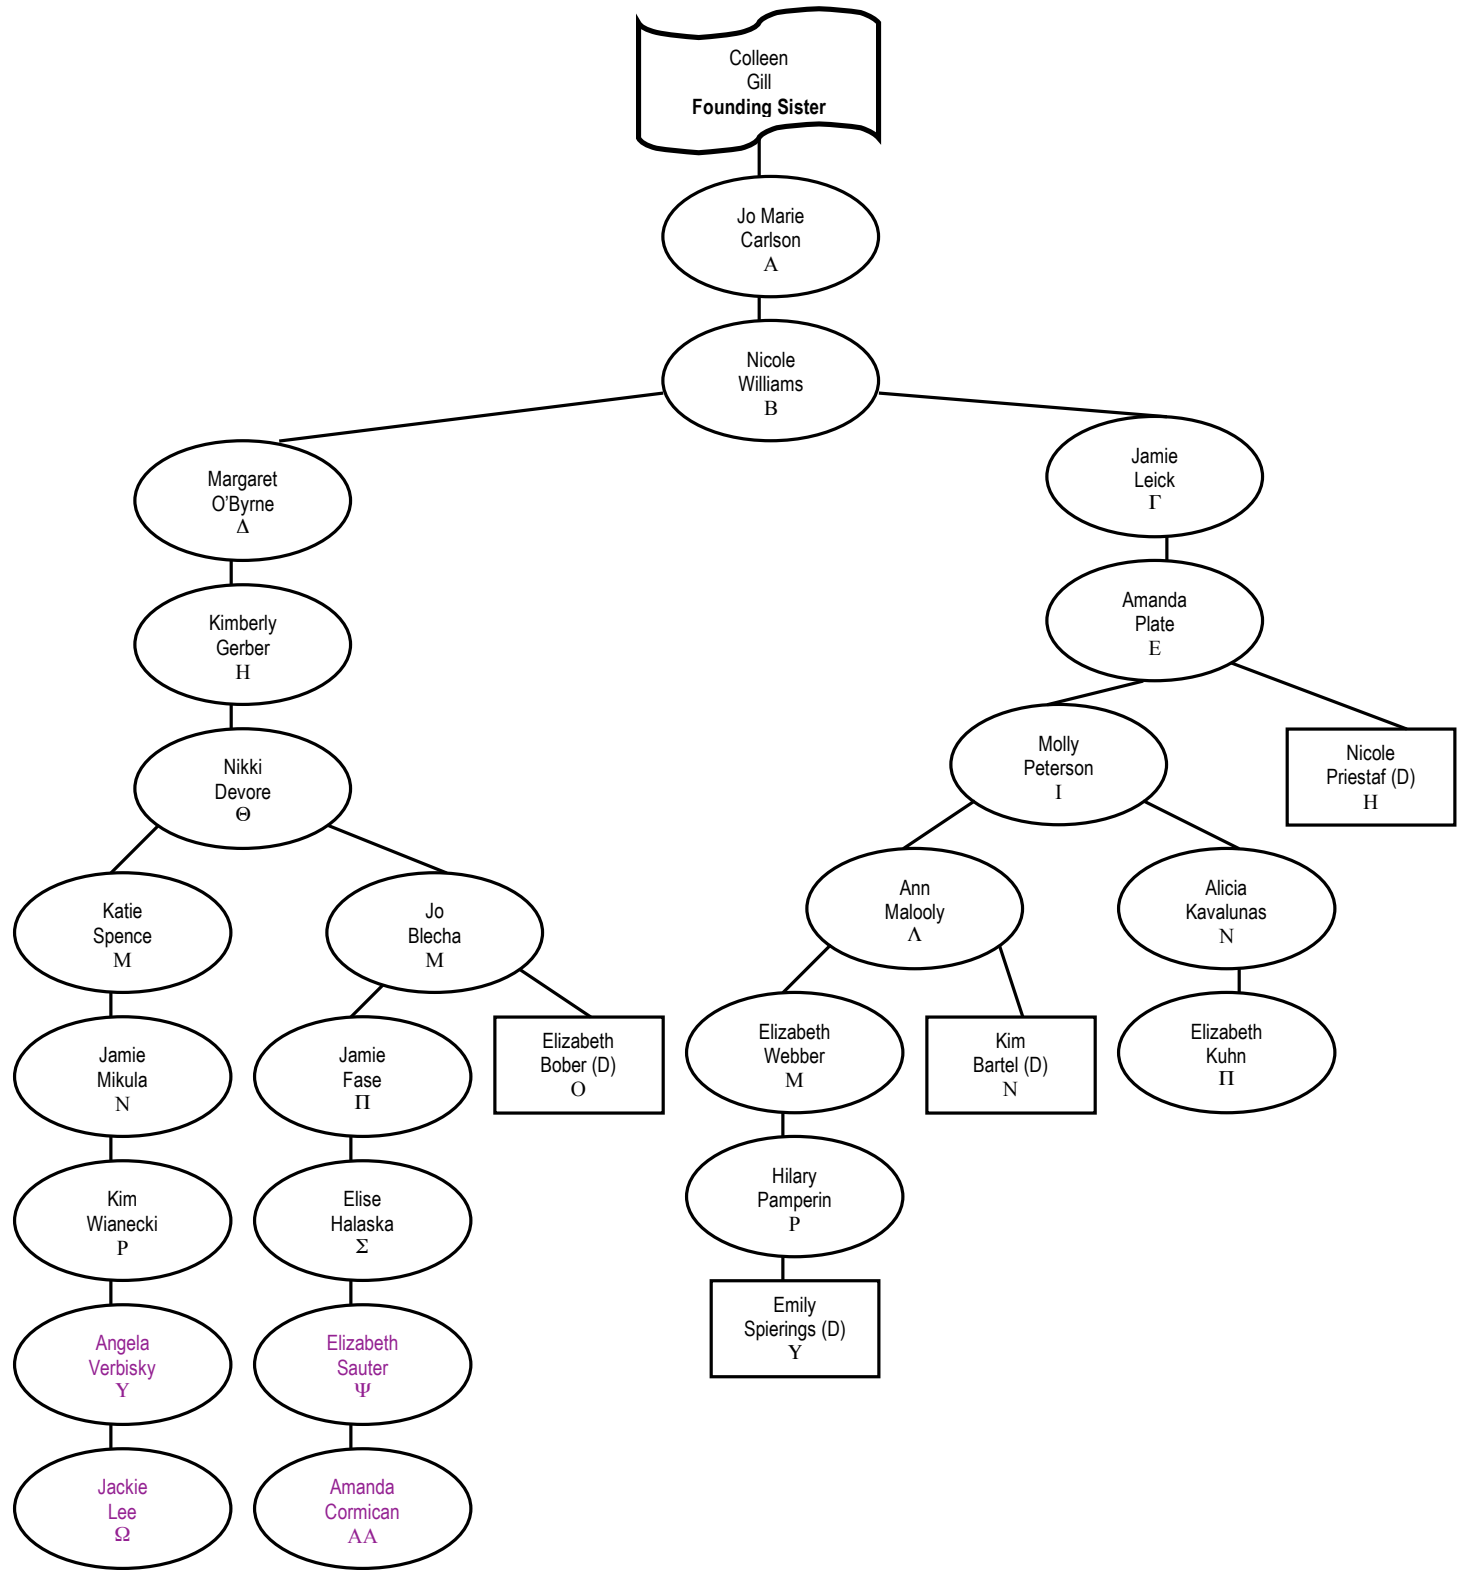 Colleen
Gill
Founding Sister
Jo Marie
Carlson
Α
Nicole
Williams
Β
Margaret
O’Byrne
Δ
Jamie
Leick
Γ
Kimberly
Gerber
Η
Amanda
Plate
Ε
Nikki
Devore
Θ
Molly
Peterson
Ι
Nicole
Priestaf (D)
Η
Katie
Spence
Μ
Jo
Blecha
Μ
Ann
Malooly
Λ
Alicia
Kavalunas
Ν
Jamie
Mikula
Ν
Jamie
Fase
Π
Elizabeth
Bober (D)
Ο
Elizabeth
Webber
Μ
Kim
Bartel (D)
Ν
Elizabeth
Kuhn
Π
Kim
Wianecki
Ρ
Elise
Halaska
Σ
Hilary
Pamperin
Ρ
Angela
Verbisky
Υ
Elizabeth
Sauter
Ψ
Emily
Spierings (D)
Υ
Jackie
Lee
Ω
Amanda
Cormican
ΑΑ